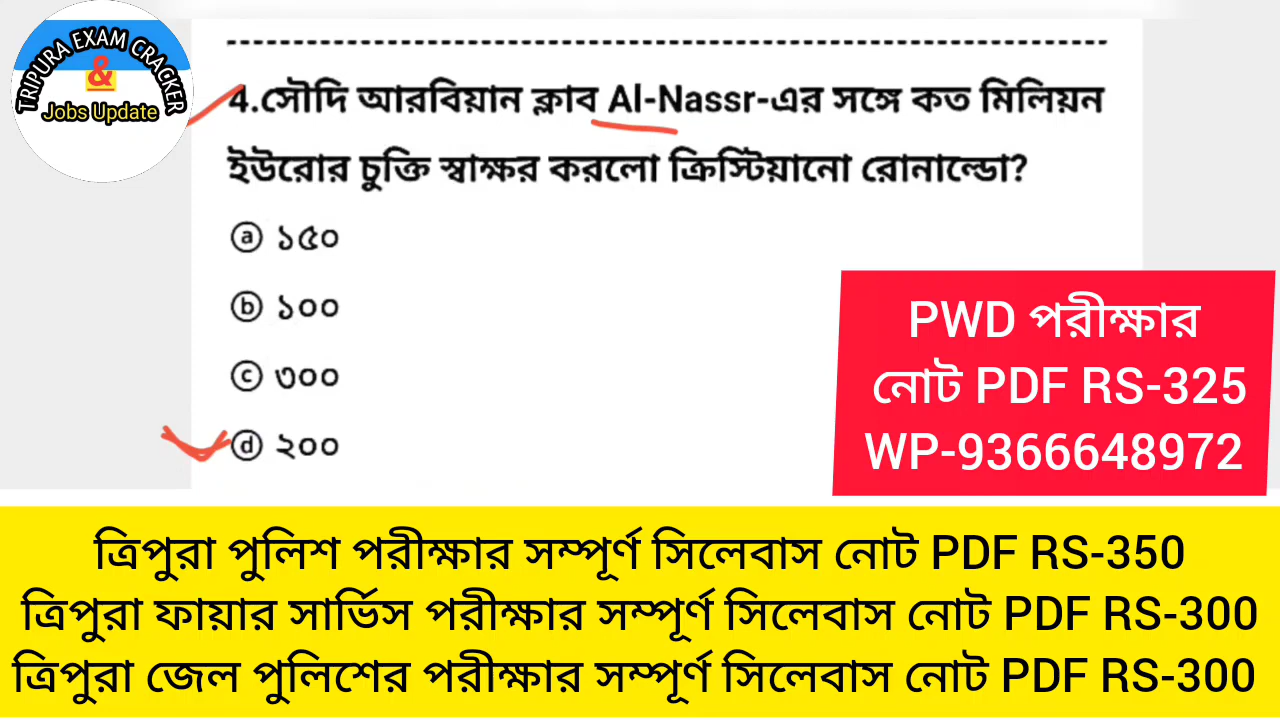 TRIPURA EXAM CRACKER
&
Jobs Update
4.সৌদি আরবিয়ান ক্লাব Al-Nassr-এর সঙ্গে কত মিলিয়ন
ইউরোর চুক্তি স্বাক্ষর করলো ক্রিস্টিয়ানো রোনাল্ডো?
ⓐ ১৫০
ⓑ ১০০
ⓒ ৩০০
ⓓ ২০০
PWD পরীক্ষার
নোট PDF RS-325
WP-9366648972
ত্রিপুরা পুলিশ পরীক্ষার সম্পূর্ণ সিলেবাস নোট PDF RS-350
ত্রিপুরা ফায়ার সার্ভিস পরীক্ষার সম্পূর্ণ সিলেবাস নোট PDF RS-300
ত্রিপুরা জেল পুলিশের পরীক্ষার সম্পূর্ণ সিলেবাস নোট PDF RS-300